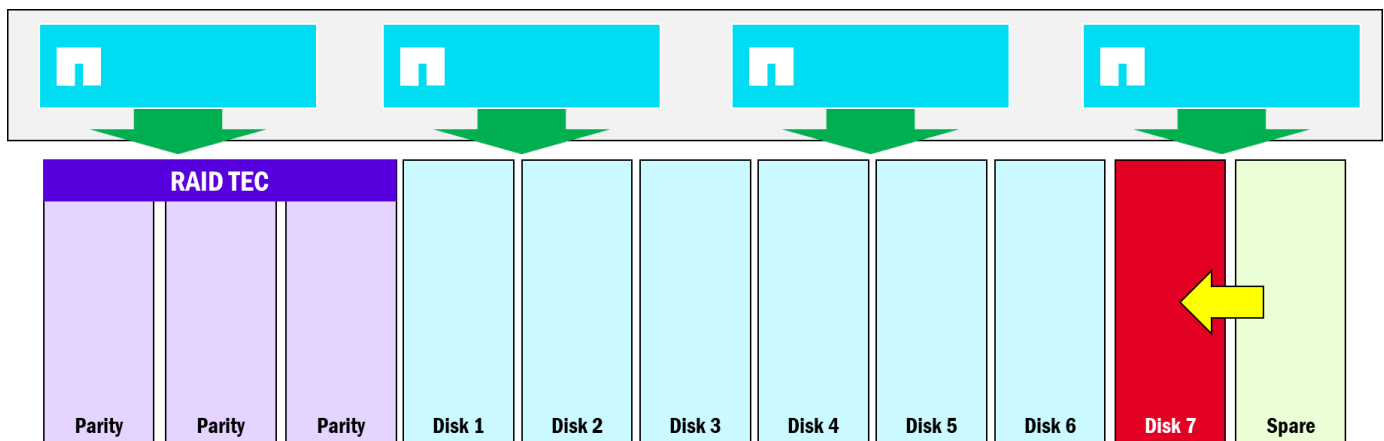 RAID TEC
Parity
Parity
Parity
Disk 1
Disk 2
Disk 3
Disk 4
Disk 5
Disk 6
Disk 7
Spare